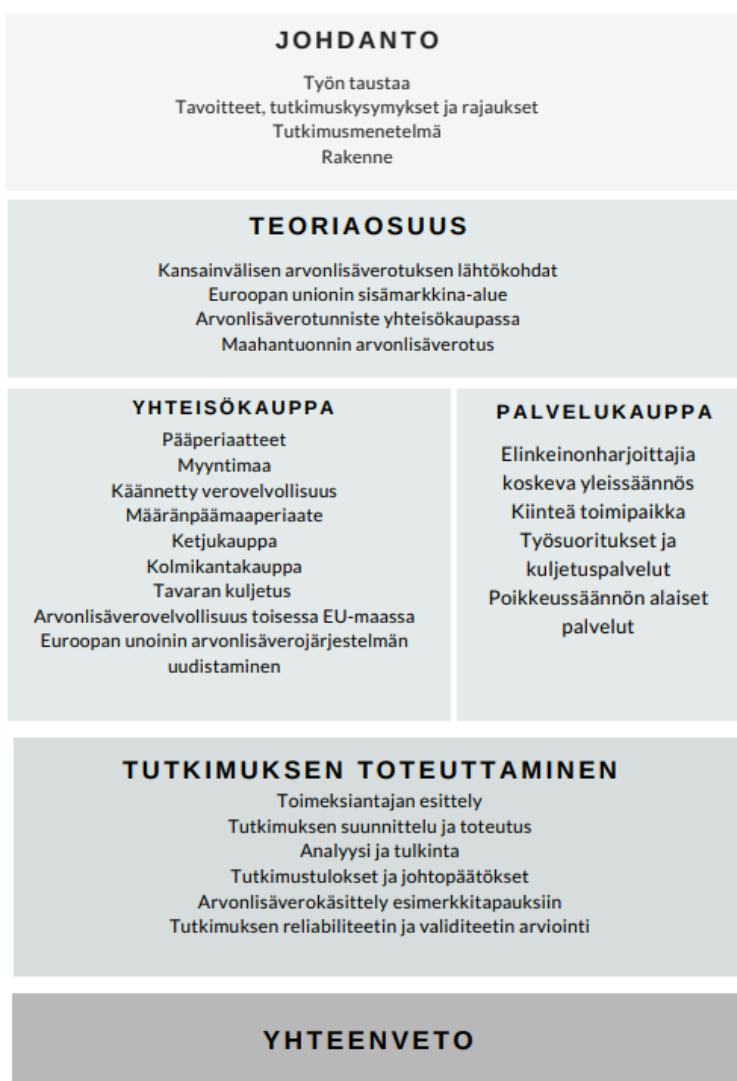 JOHDANTO
Työn taustaa
Tavoitteet, tutkimuskysymykset ja rajaukset
Tutkimusmenetelmä
Rakenne
TEORIAOSUUS
Kansainvälisen arvonlisäverotuksen lähtökohdat
Euroopan unionin sisämarkkina-alue
Arvonlisäverotunniste yhteisökaupassa
Maahantuonnin arvonlisäverotus
YHTEISÖKAUPPA
Pääperiaatteet
Myyntimaa
Käännetty verovelvollisuus
Määränpäämaaperiaate
Ketjukauppa
Kolmikantakauppa
Tavaran kuljetus
Arvonlisäverovelvollisuus toisessa EU-maassa
Euroopan unoinin arvonlisäverojärjestelmän
uudistaminen
PALVELUKAUPPA
Elinkeinonharjoittajia
koskeva yleissäännös
Kiinteä toimipaikka
Työsuoritukset ja
kuljetuspalvelut
Poikkeussäännön alaiset
palvelut
TUTKIMUKSEN TOTEUTTAMINEN
Toimeksiantajan esittely
Tutkimuksen suunnittelu ja toteutus
Analyysi ja tulkinta
Tutkimustulokset ja johtopäätökset
Arvonlisäverokäsittely esimerkkitapauksiin
Tutkimuksen reliabiliteetin ja validiteetin arviointi
YHTEENVETO